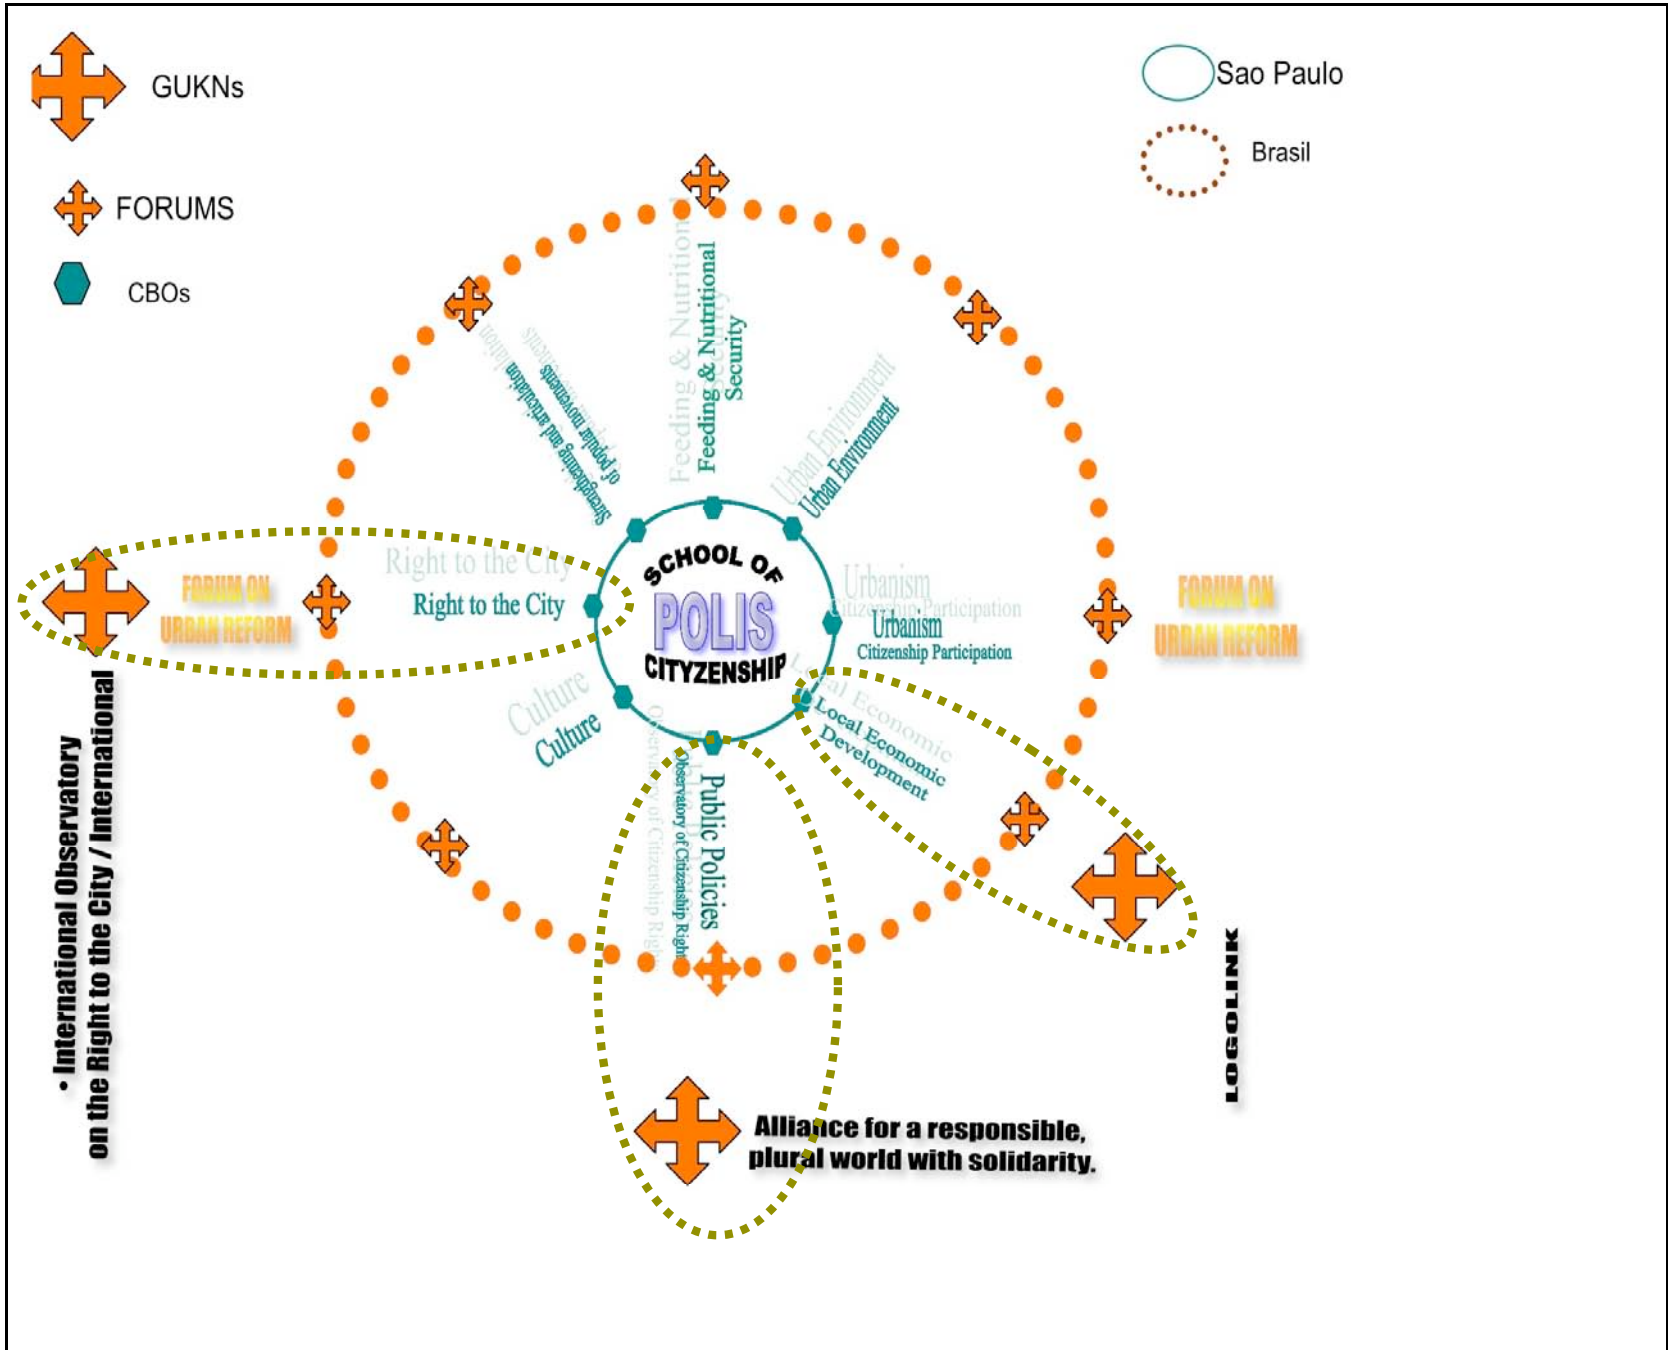 GUKNs
FORUMS
CBOs
Sao Paulo
Brasil
Feeding & Nutritional
Security
Strengthening and articulation
of popular movements
Urban Environment
Right to the City
Urbanism
Citizenship Participation
Culture
Local Economic
Development
Public Policies
Observatory of Citizenship Right
SCHOOL OF
POLIS
CITYZENSHIP
FORUM ON
URBAN REFORM
FORUM ON
URBAN REFORM
• International Observatory
on the Right to the City / International
LOGOLINK
Alliance for a responsible,
plural world with solidarity.